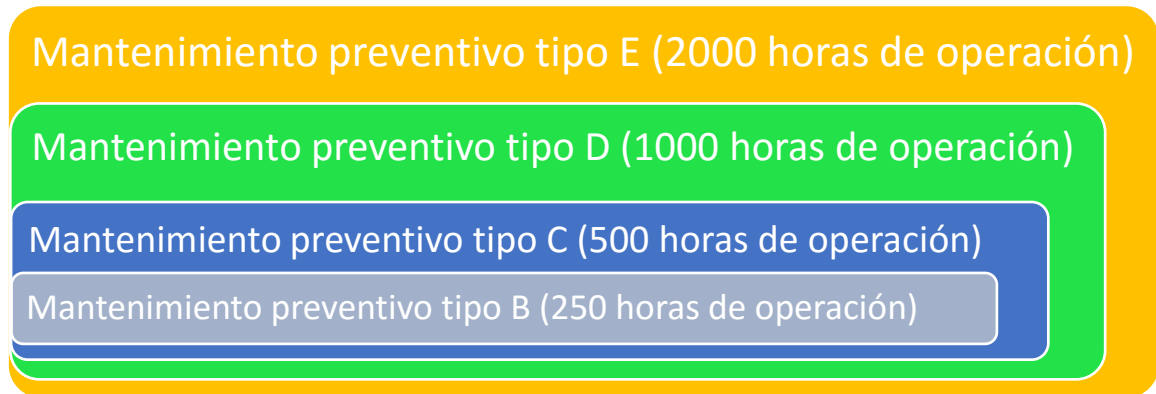 Mantenimiento preventivo tipo E (2000 horas de operación)
Mantenimiento preventivo tipo D (1000 horas de operación)
Mantenimiento preventivo tipo C (500 horas de operación)
Mantenimiento preventivo tipo B (250 horas de operación)